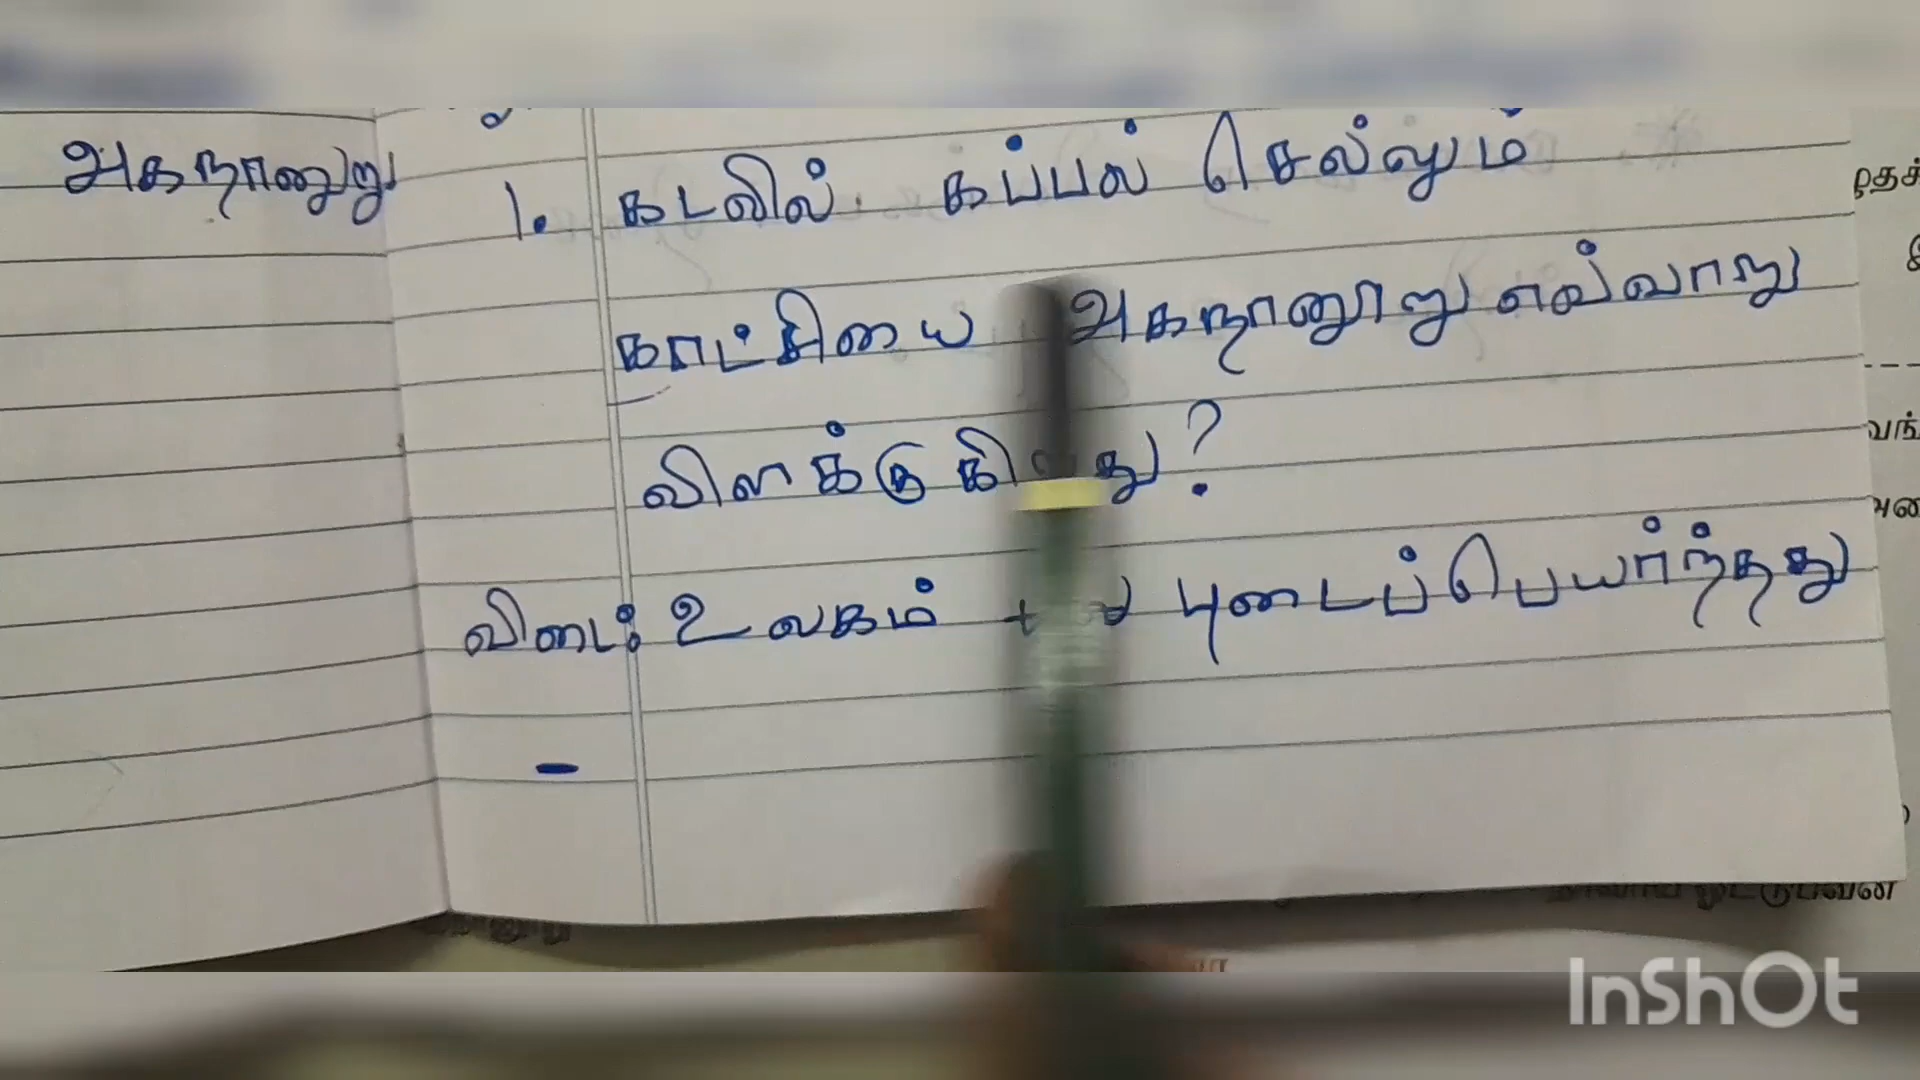 அகநானூறு
1. கடலில் கப்பல் செல்லும்
காட்சியை அகநானூறு எவ்வாறு
விளக்குகிறது?
விடை: உலகம் புடைப்பெயர்ந்தது
-
InShOt